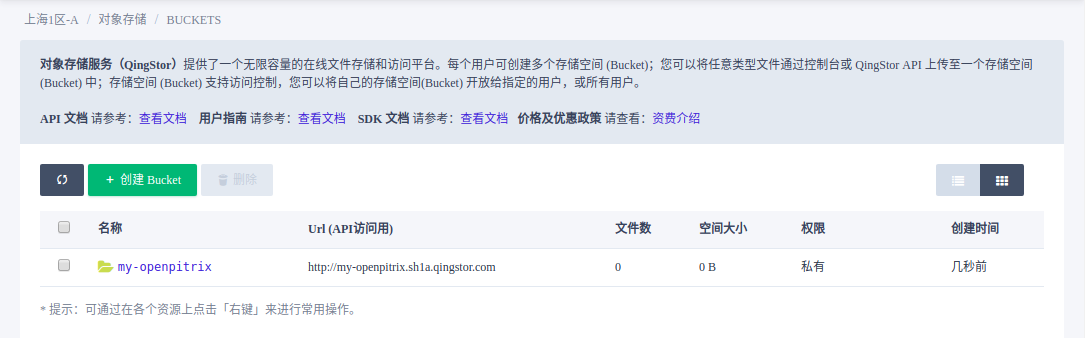 上海1区-A / 对象存储 / BUCKETS
对象存储服务（QingStor）提供了一个无限容量的在线文件存储和访问平台。每个用户可创建多个存储空间 (Bucket)；您可以将任意类型文件通过控制台或 QingStor API 上传至一个存储空间
(Bucket) 中；存储空间 (Bucket) 支持访问控制，您可以将自己的存储空间(Bucket) 开放给指定的用户，或所有用户。
API 文档 请参考：查看文档 用户指南 请参考：查看文档 SDK 文档 请参考：查看文档 价格及优惠政策 请查看：资费介绍
+ 创建 Bucket 删除
名称 Url (API访问用) 文件数 空间大小 权限 创建时间
my-openpitrix http://my-openpitrix.sh1a.qingstor.com 0 0 B 私有 几秒前
* 提示：可通过在各个资源上点击「右键」来进行常用操作。